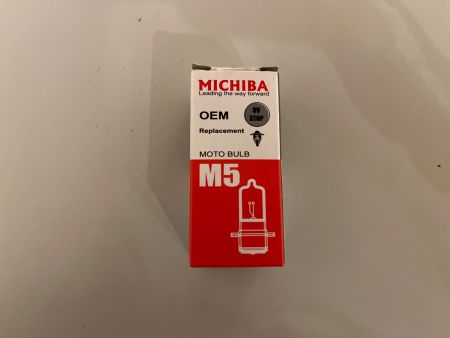 MICHIBA
Leading the way forward
OEM
UV
STOP
Replacement
MOTO BULB
M5